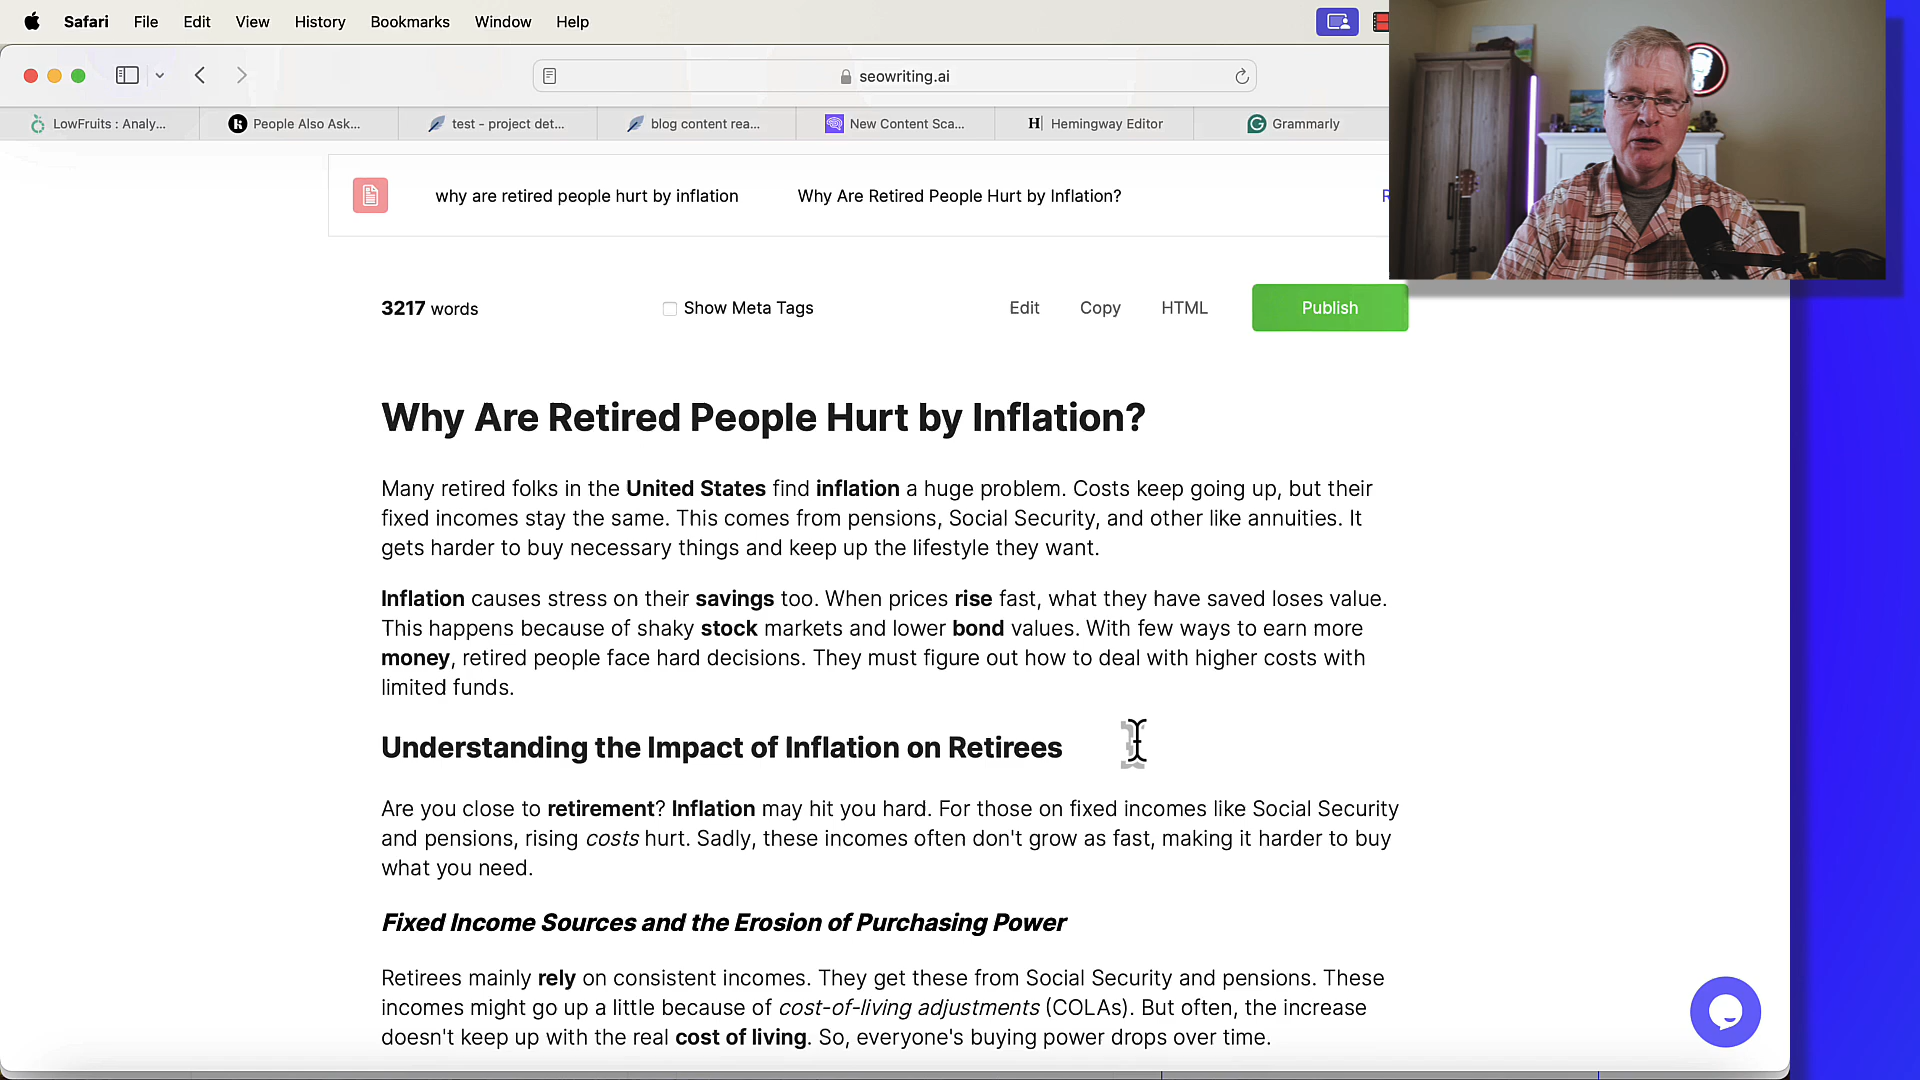 Safari File Edit View History Bookmarks Window Help
seowriting.ai
LowFruits : Analy... People Also Ask... test - project det... blog content rea... New Content Sca... Hemingway Editor Grammarly
why are retired people hurt by inflation Why Are Retired People Hurt by Inflation?
3217 words Show Meta Tags Edit Copy HTML Publish
Why Are Retired People Hurt by Inflation?
Many retired folks in the United States find inflation a huge problem. Costs keep going up, but their
fixed incomes stay the same. This comes from pensions, Social Security, and other like annuities. It
gets harder to buy necessary things and keep up the lifestyle they want.
Inflation causes stress on their savings too. When prices rise fast, what they have saved loses value.
This happens because of shaky stock markets and lower bond values. With few ways to earn more
money, retired people face hard decisions. They must figure out how to deal with higher costs with
limited funds.
Understanding the Impact of Inflation on Retirees
Are you close to retirement? Inflation may hit you hard. For those on fixed incomes like Social Security
and pensions, rising costs hurt. Sadly, these incomes often don't grow as fast, making it harder to buy
what you need.
Fixed Income Sources and the Erosion of Purchasing Power
Retirees mainly rely on consistent incomes. They get these from Social Security and pensions. These
incomes might go up a little because of cost-of-living adjustments (COLAs). But often, the increase
doesn't keep up with the real cost of living. So, everyone's buying power drops over time.